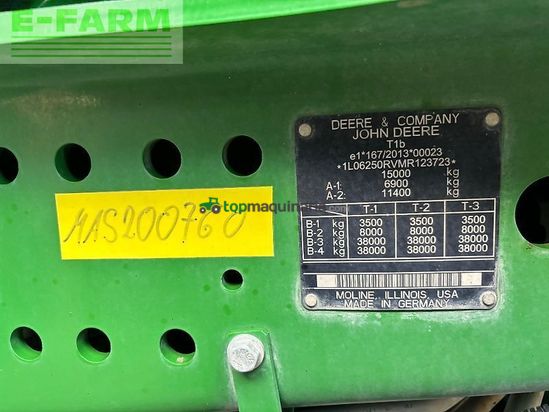 E-FARM
topmaquinaria
MAS200760
DEERE & COMPANY
JOHN DEERE
T1b
e1*167/2013*00023
*1L06250RVMR123723*
15000 kg
A-1: 6900 kg
A-2: 11400 kg
T-1 T-2 T-3
B-1 kg 3500 3500 3500
B-2 kg 8000 8000 8000
B-3 kg 38000 38000 38000
B-4 kg 38000 38000 38000
MOLINE, ILLINOIS, USA
MADE IN GERMANY